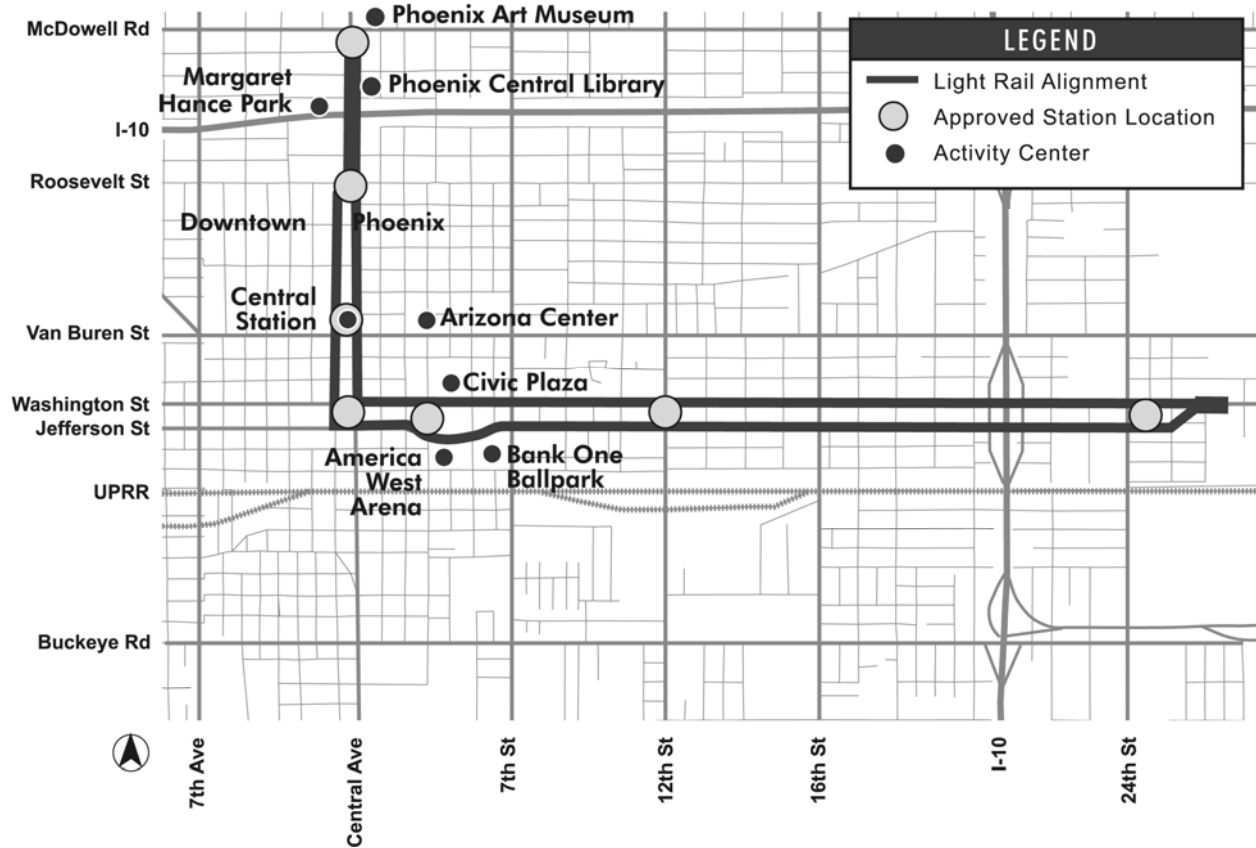 McDowell Rd
Phoenix Art Museum
Margaret
Hance Park
Phoenix Central Library
I-10
Roosevelt St
Downtown Phoenix
Central
Station
Arizona Center
Van Buren St
Civic Plaza
Washington St
Jefferson St
America
West
Arena
Bank One
Ballpark
UPRR
Buckeye Rd
LEGEND
Light Rail Alignment
Approved Station Location
Activity Center
7th Ave
Central Ave
7th St
12th St
16th St
I-10
24th St